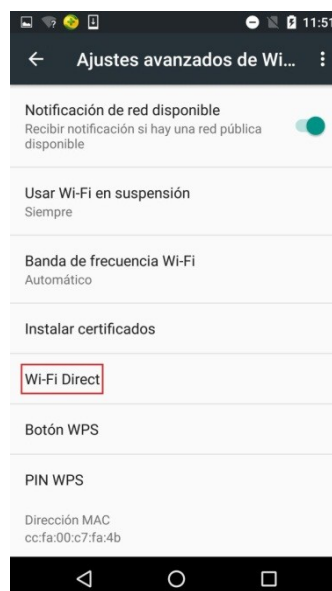 11:51
Ajustes avanzados de Wi...
Notificación de red disponible
Recibir notificación si hay una red pública
disponible
Usar Wi-Fi en suspensión
Siempre
Banda de frecuencia Wi-Fi
Automático
Instalar certificados
Wi-Fi Direct
Botón WPS
PIN WPS
Dirección MAC
cc:fa:00:c7:fa:4b